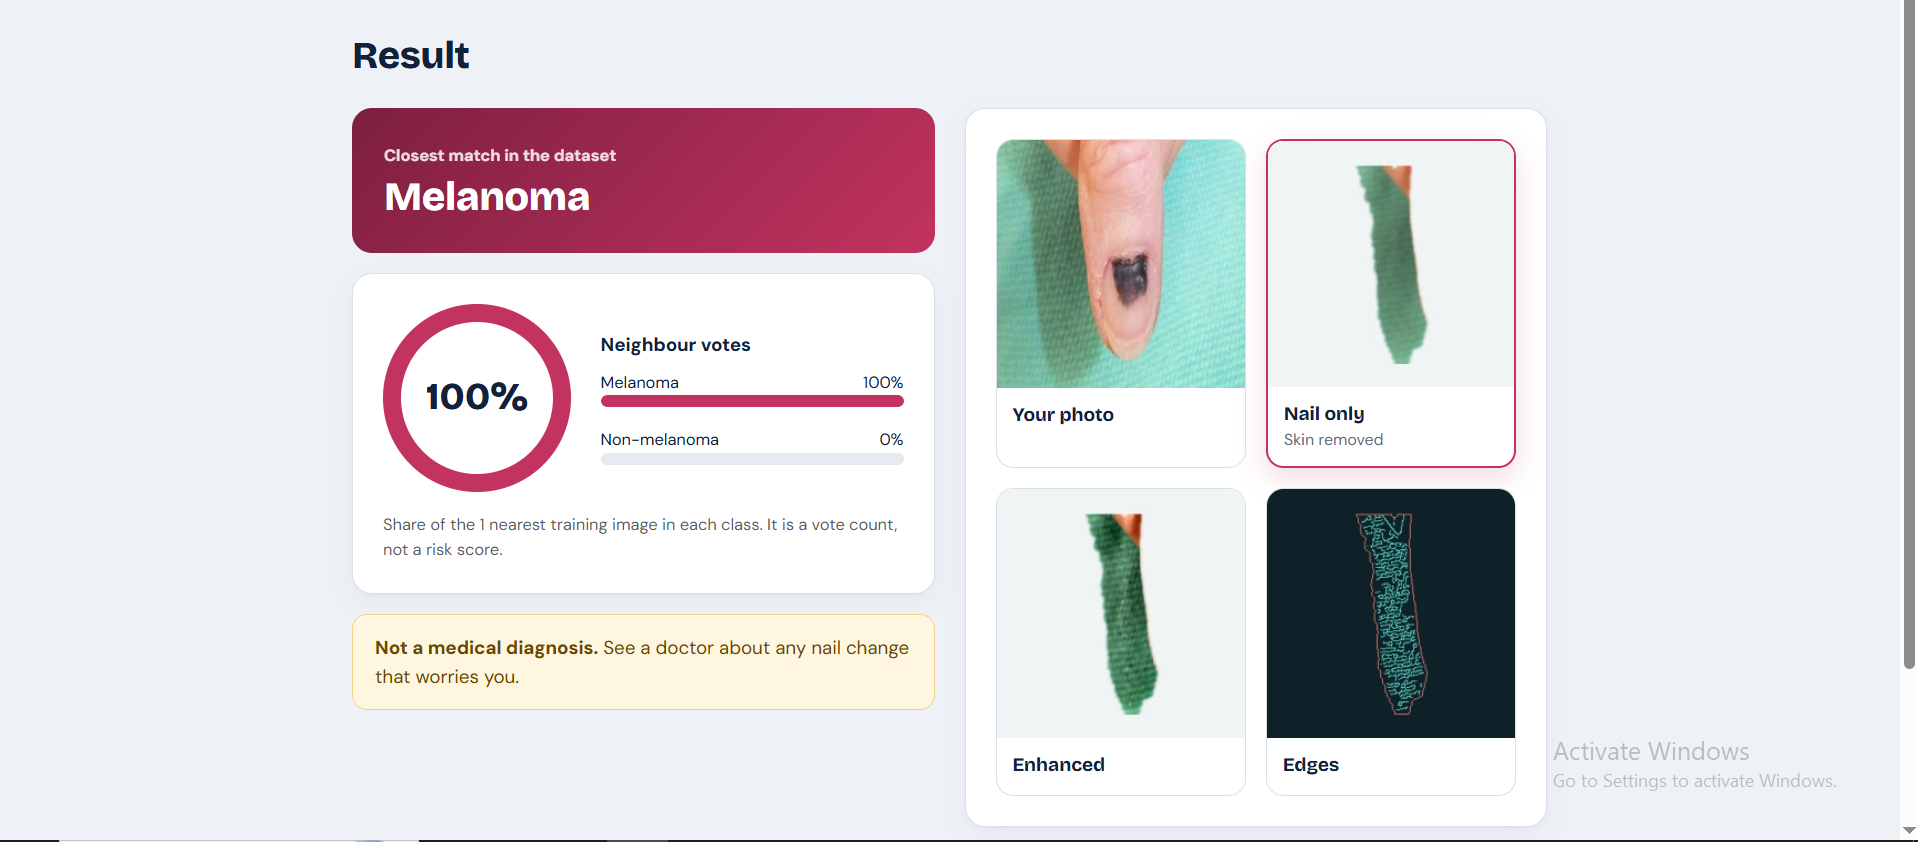 Result
Closest match in the dataset
Melanoma
100%
Neighbour votes
Melanoma 100%
Non-melanoma 0%
Share of the 1 nearest training image in each class. It is a vote count,
not a risk score.
Not a medical diagnosis. See a doctor about any nail change
that worries you.
Your photo
Nail only
Skin removed
Enhanced
Edges
Activate Windows
Go to Settings to activate Windows.